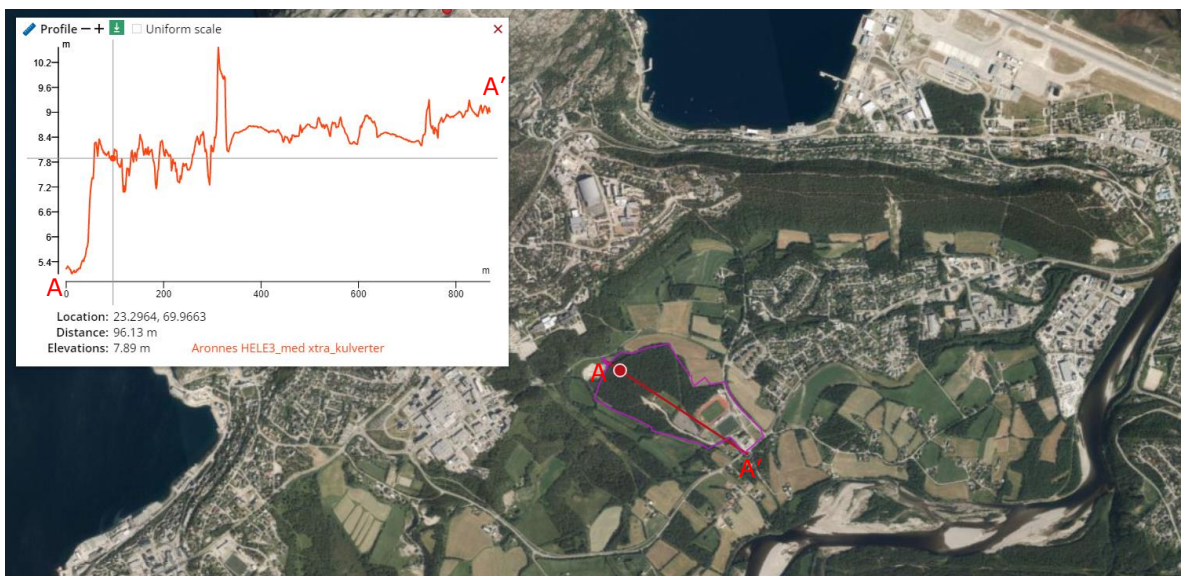 Profile − + Uniform scale ×
m
10.2
9.6
9
8.4
7.8
7.2
6.6
6
5.4
A
A′
0 200 400 600 800
m
Location: 23.2964, 69.9663
Distance: 96.13 m
Elevations: 7.89 m Aronnes HELE3_med xtra_kulverter
A
A′